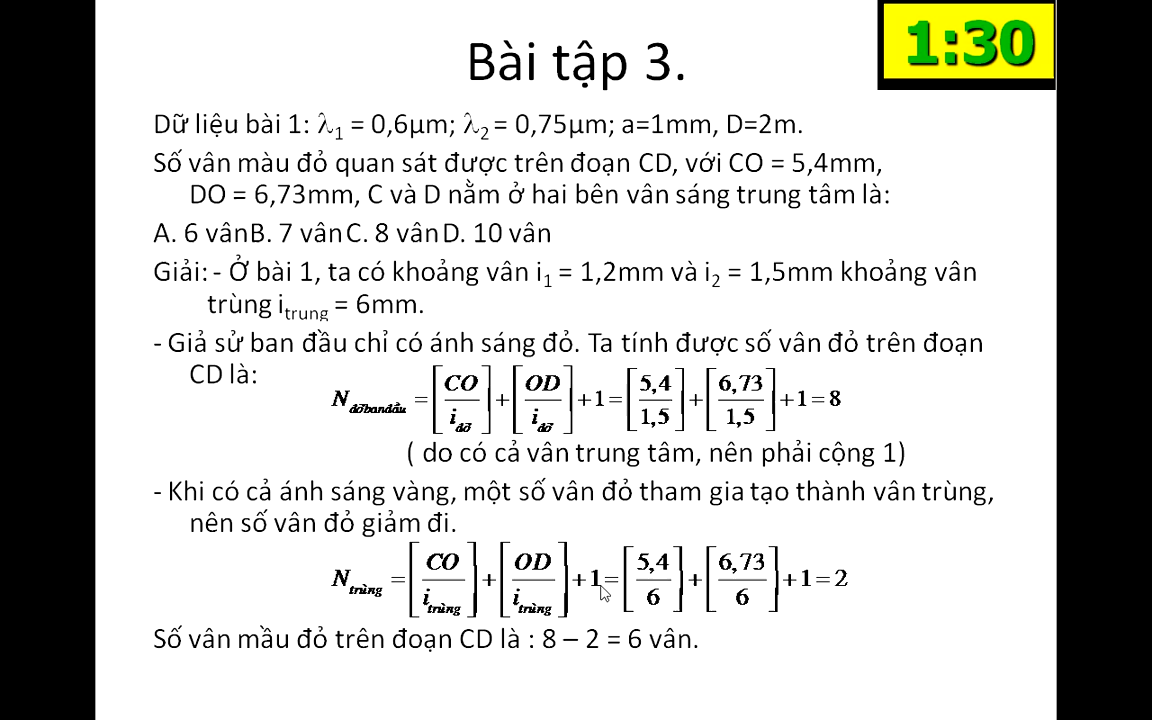 1:30
Bài tập 3.
Dữ liệu bài 1: λ1 = 0,6μm; λ2 = 0,75μm; a=1mm, D=2m.
Số vân màu đỏ quan sát được trên đoạn CD, với CO = 5,4mm,
DO = 6,73mm, C và D nằm ở hai bên vân sáng trung tâm là:
A. 6 vânB. 7 vânC. 8 vânD. 10 vân
Giải: - Ở bài 1, ta có khoảng vân i1 = 1,2mm và i2 = 1,5mm khoảng vân
trùng itrung = 6mm.
- Giả sử ban đầu chỉ có ánh sáng đỏ. Ta tính được số vân đỏ trên đoạn
CD là:
Nđỏbanđầu = [CO/iđỏ] + [OD/iđỏ] + 1 = [5,4/1,5] + [6,73/1,5] + 1 = 8
( do có cả vân trung tâm, nên phải cộng 1)
- Khi có cả ánh sáng vàng, một số vân đỏ tham gia tạo thành vân trùng,
nên số vân đỏ giảm đi.
Ntrùng = [CO/itrùng] + [OD/itrùng] + 1 = [5,4/6] + [6,73/6] + 1 = 2
Số vân mầu đỏ trên đoạn CD là : 8 – 2 = 6 vân.